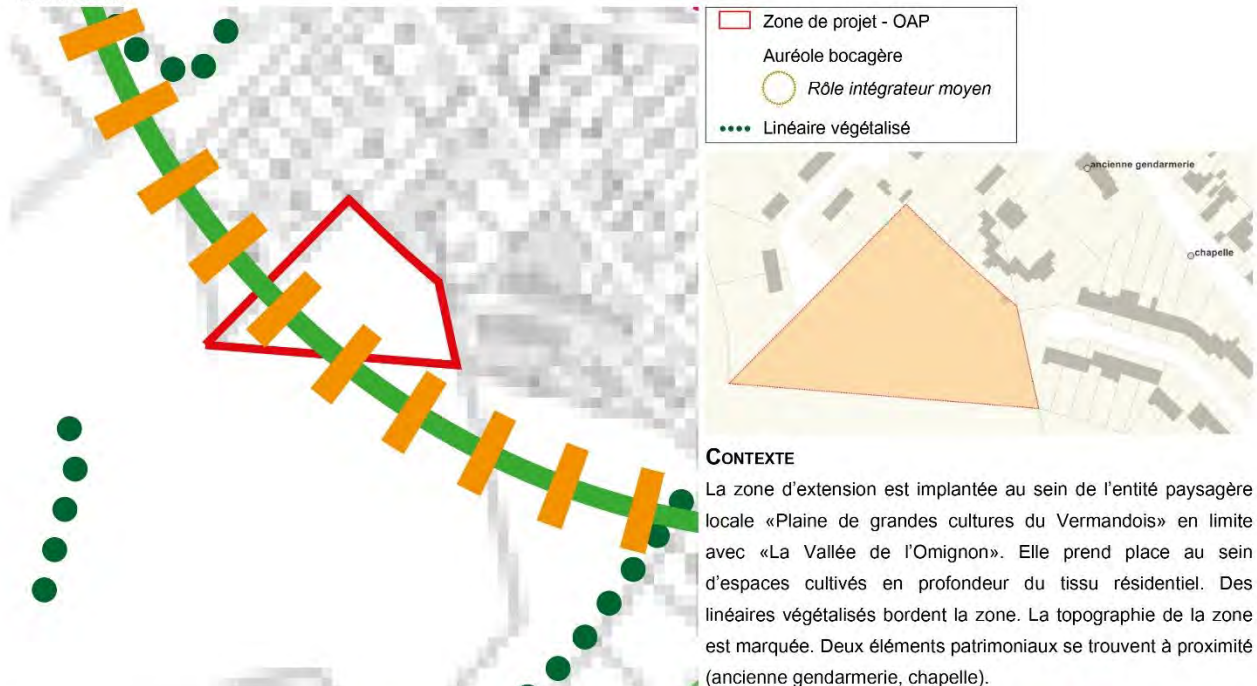 Zone de projet - OAP
Auréole bocagère
Rôle intégrateur moyen
Linéaire végétalisé
ancienne gendarmerie
chapelle
CONTEXTE
La zone d'extension est implantée au sein de l'entité paysagère
locale «Plaine de grandes cultures du Vermandois» en limite
avec «La Vallée de l'Omignon». Elle prend place au sein
d'espaces cultivés en profondeur du tissu résidentiel. Des
linéaires végétalisés bordent la zone. La topographie de la zone
est marquée. Deux éléments patrimoniaux se trouvent à proximité
(ancienne gendarmerie, chapelle).